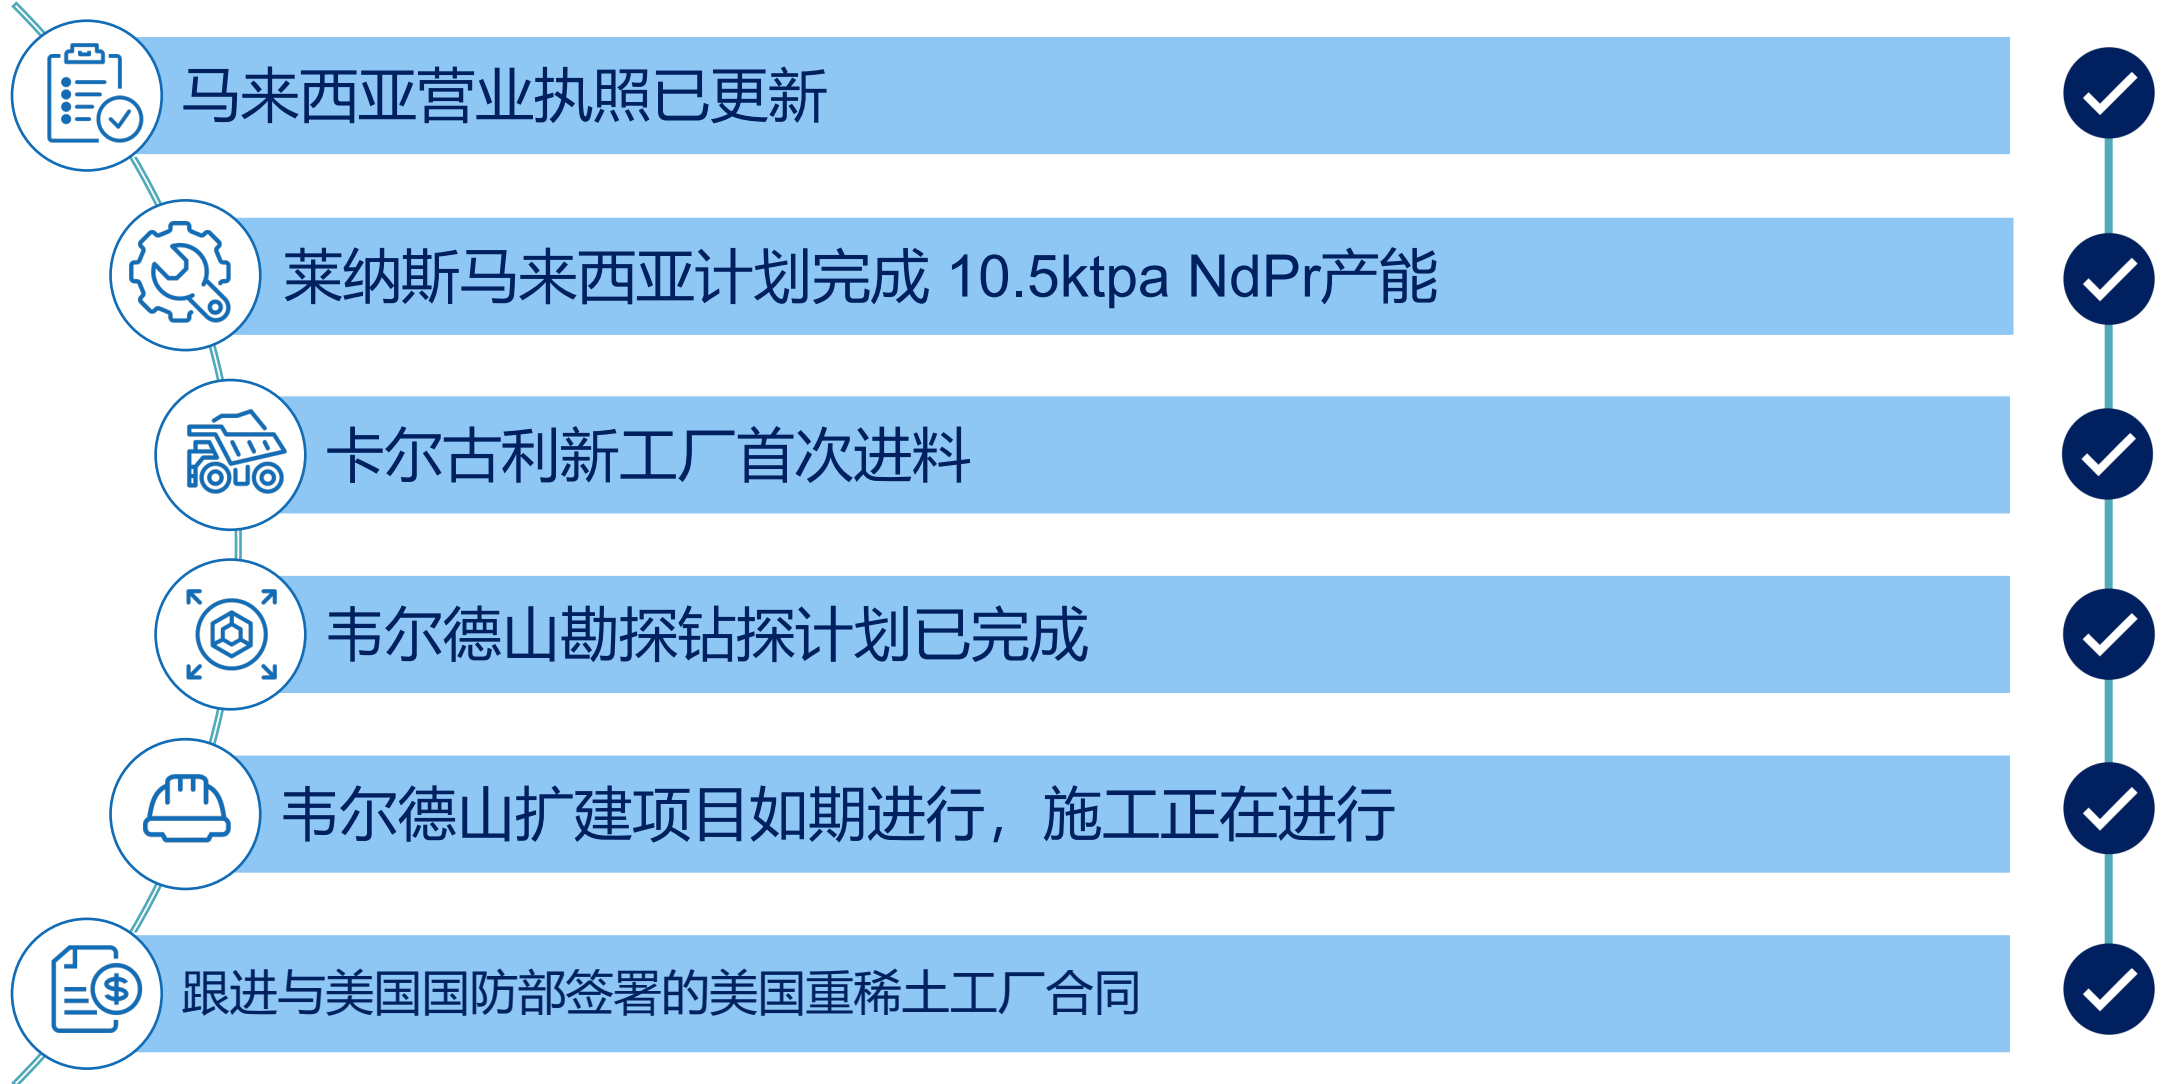 马来西亚营业执照已更新
莱纳斯马来西亚计划完成 10.5ktpa NdPr产能
卡尔古利新工厂首次进料
韦尔德山勘探钻探计划已完成
韦尔德山扩建项目如期进行，施工正在进行
跟进与美国国防部签署的美国重稀土工厂合同